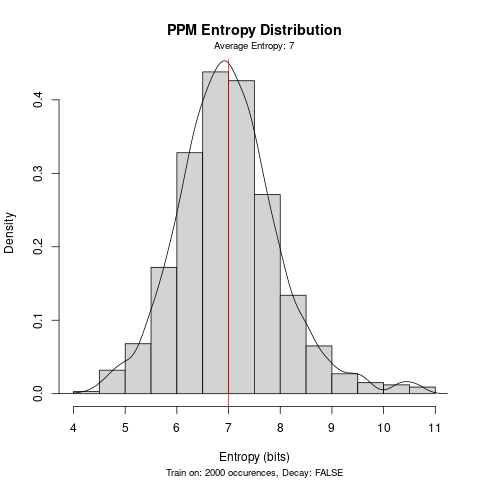 PPM Entropy Distribution
Average Entropy: 7
Density
0.0
0.1
0.2
0.3
0.4
4 5 6 7 8 9 10 11
Entropy (bits)
Train on: 2000 occurences, Decay: FALSE